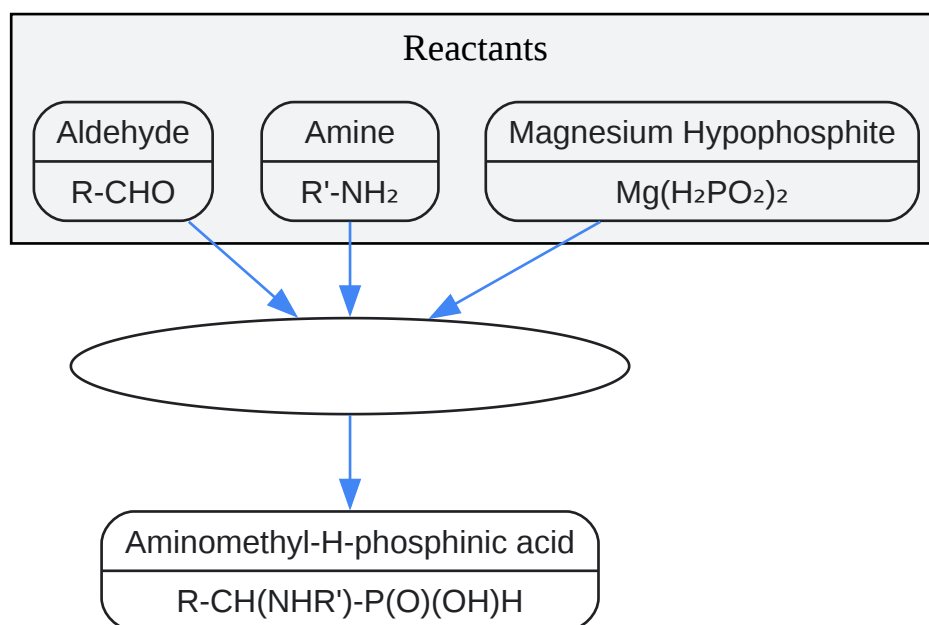 Reactants
Aldehyde
R-CHO
Amine
R'-NH₂
Magnesium Hypophosphite
Mg(H₂PO₂)₂
Aminomethyl-H-phosphinic acid
R-CH(NHR')-P(O)(OH)H